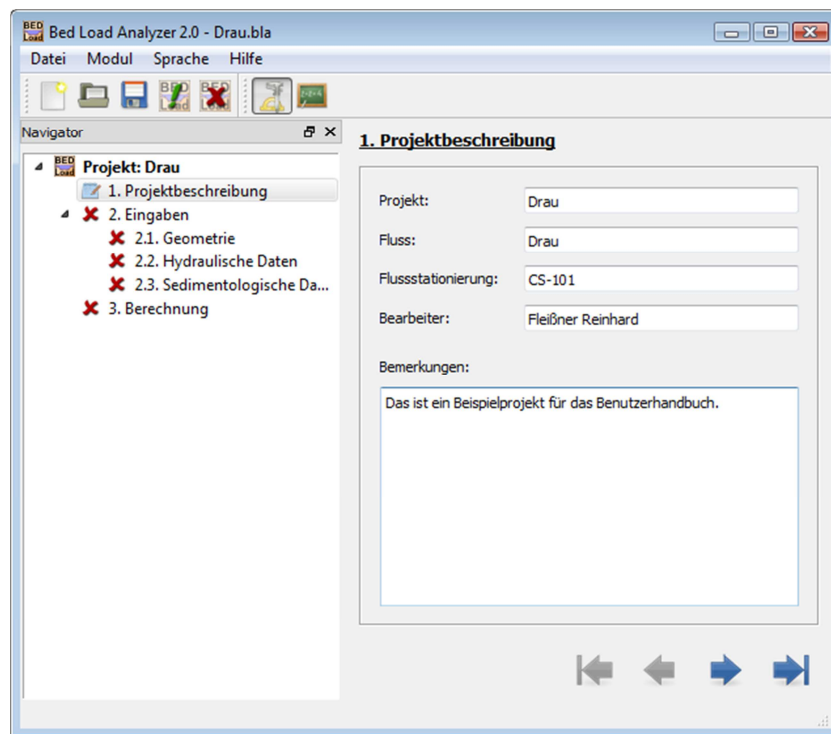 Bed Load Analyzer 2.0 - Drau.bla
Datei Modul Sprache Hilfe
Navigator
Projekt: Drau
1. Projektbeschreibung
2. Eingaben
2.1. Geometrie
2.2. Hydraulische Daten
2.3. Sedimentologische Da...
3. Berechnung
1. Projektbeschreibung
Projekt: Drau
Fluss: Drau
Flussstationierung: CS-101
Bearbeiter: Fleißner Reinhard
Bemerkungen:
Das ist ein Beispielprojekt für das Benutzerhandbuch.